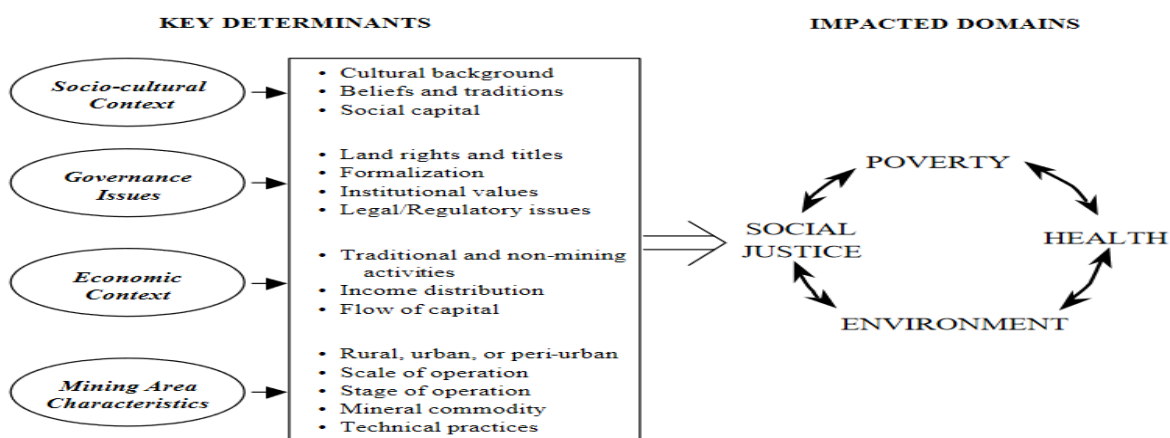 KEY DETERMINANTS
IMPACTED DOMAINS
Socio-cultural
Context
• Cultural background
• Beliefs and traditions
• Social capital
Governance
Issues
• Land rights and titles
• Formalization
• Institutional values
• Legal/Regulatory issues
Economic
Context
• Traditional and non-mining
activities
• Income distribution
• Flow of capital
Mining Area
Characteristics
• Rural, urban, or peri-urban
• Scale of operation
• Stage of operation
• Mineral commodity
• Technical practices
POVERTY
SOCIAL
JUSTICE
HEALTH
ENVIRONMENT